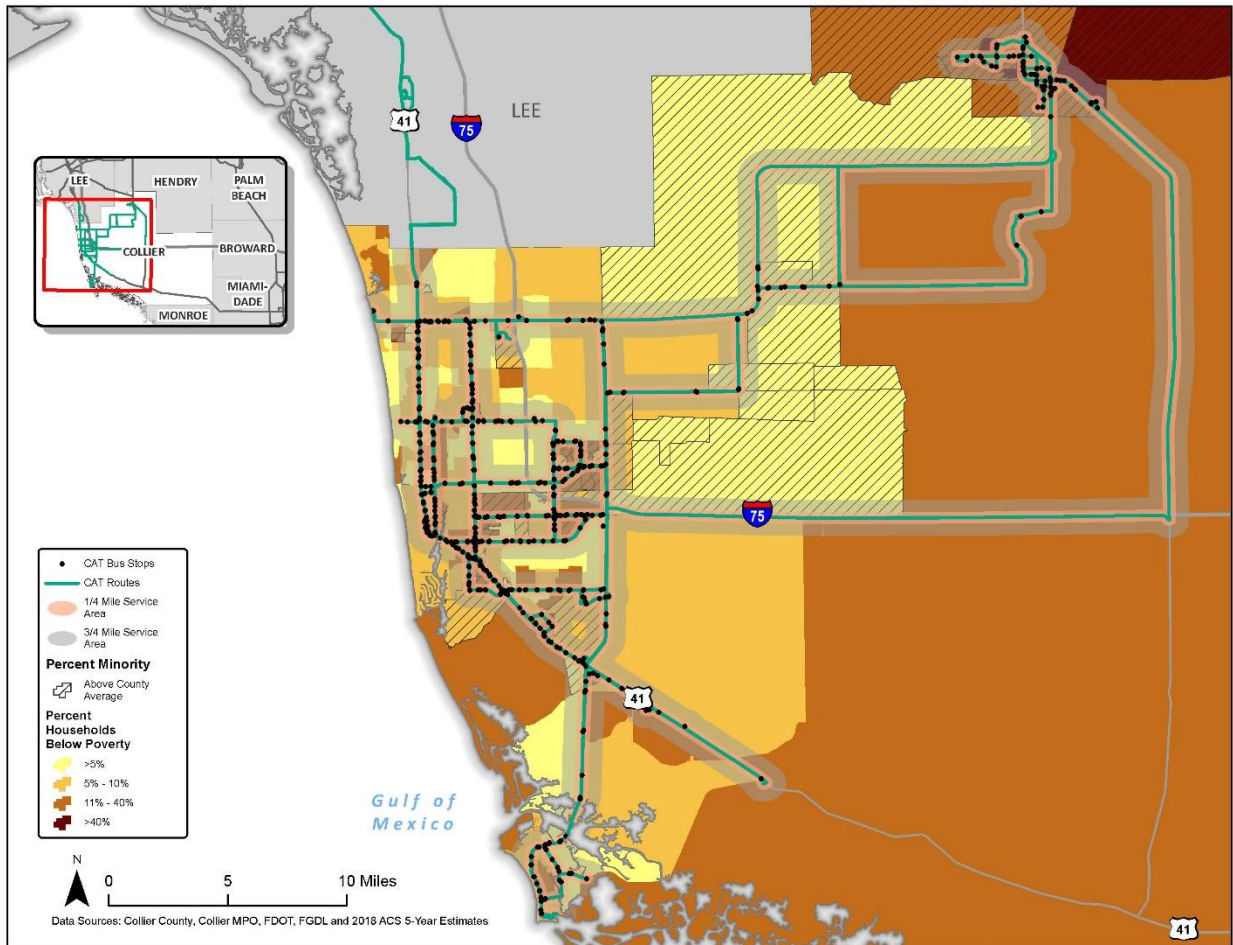 41
75
LEE
LEE
HENDRY
PALM
BEACH
COLLIER
BROWARD
MIAMI-
DADE
MONROE
75
CAT Bus Stops
CAT Routes
1/4 Mile Service
Area
3/4 Mile Service
Area
Percent Minority
Above County
Average
Percent
Households
Below Poverty
>5%
5% - 10%
11% - 40%
>40%
41
Gulf of
Mexico
N
0 5 10 Miles
Data Sources: Collier County, Collier MPO, FDOT, FGDL and 2018 ACS 5-Year Estimates
41